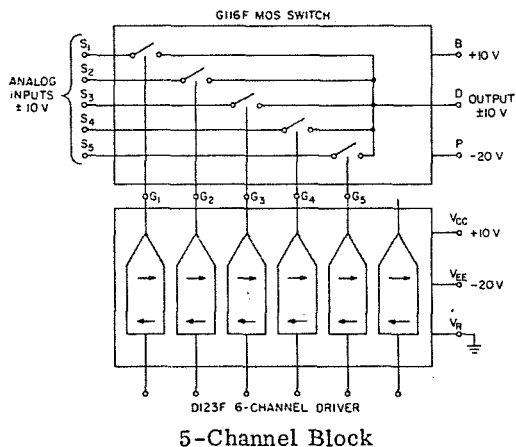 G116F MOS SWITCH
S1
S2
S3
S4
S5
ANALOG
INPUTS
± 10 V
B
+10 V
D
OUTPUT
±10 V
P
-20 V
G1
G2
G3
G4
G5
VCC
+10 V
VEE
-20 V
VR
D123F 6-CHANNEL DRIVER
5-Channel Block